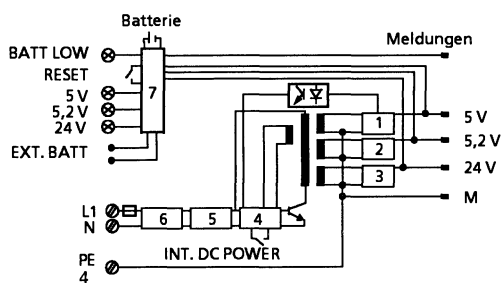 Batterie
BATT LOW
Meldungen
RESET
5 V
7
5,2 V
24 V
EXT. BATT
1
5 V
2
5,2 V
3
24 V
M
L1
N
6
5
4
INT. DC POWER
PE
4